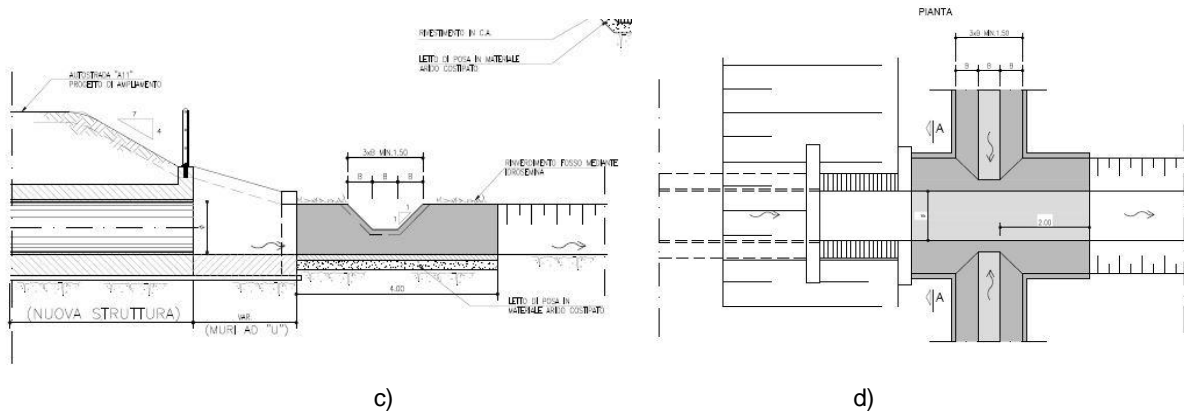 PIANTA
RIVESTIMENTO IN C.A.
LETTO DI POSA IN MATERIALE
ARIDO COSTIPATO
AUTOSTRADA "A11"
PROGETTO DI AMPLIAMENTO
7
4
3xB MIN.1.50
B B B
1
1
RINVERDIMENTO FOSSO MEDIANTE
IDROSEMINA
4.00
LETTO DI POSA IN
MATERIALE ARIDO COSTIPATO
(NUOVA STRUTTURA)
VAR.
(MURI AD "U")
3xB MIN.1.50
B B B
A
2.00
A
c)
d)